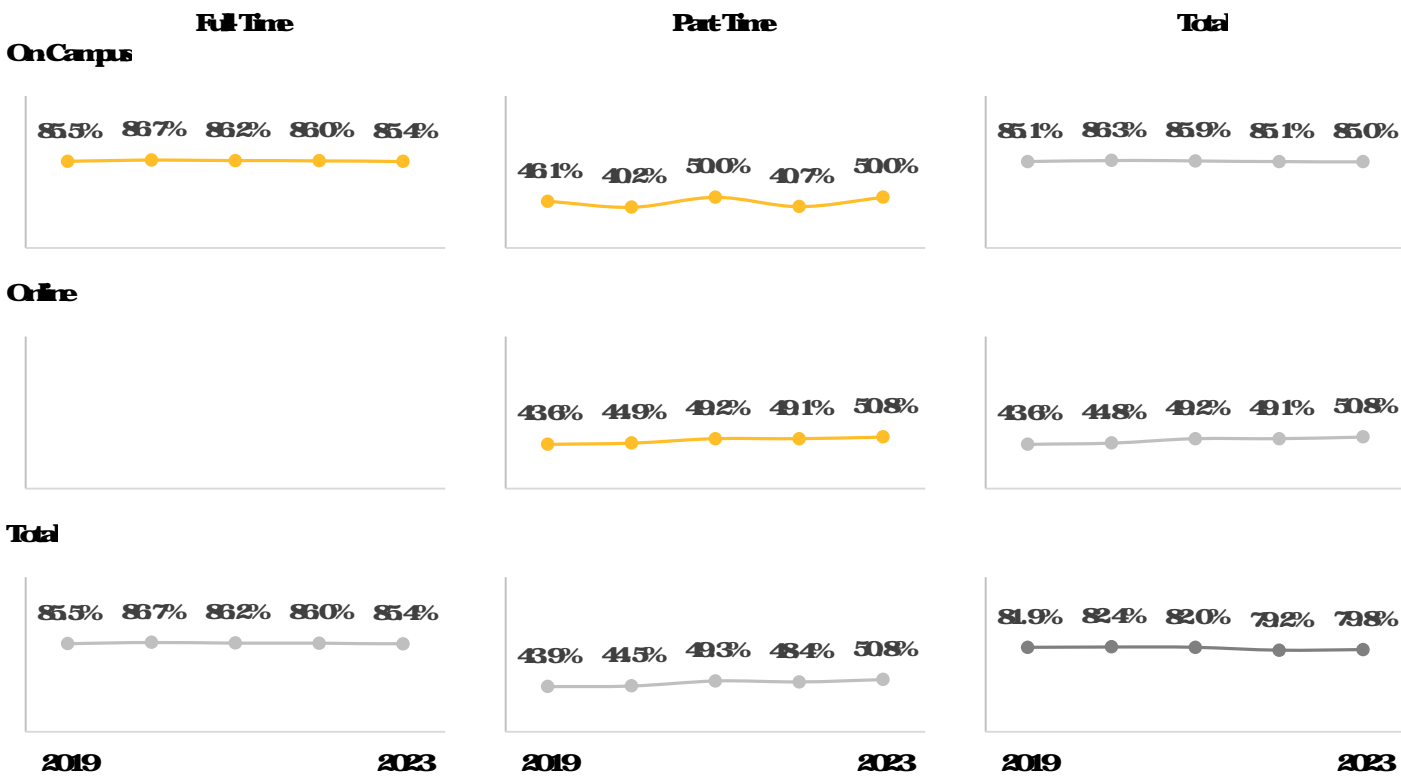 Full-Time Part-Time Total
On Campus
85.5% 86.7% 86.2% 86.0% 85.4% 46.1% 40.2% 50.0% 40.7% 50.0% 85.1% 86.3% 85.9% 85.1% 85.0%
Online
43.6% 44.9% 49.2% 49.1% 50.8% 43.6% 44.8% 49.2% 49.1% 50.8%
Total
85.5% 86.7% 86.2% 86.0% 85.4% 43.9% 44.5% 49.3% 48.4% 50.8% 81.9% 82.4% 82.0% 79.2% 79.8%
2019 2023 2019 2023 2019 2023